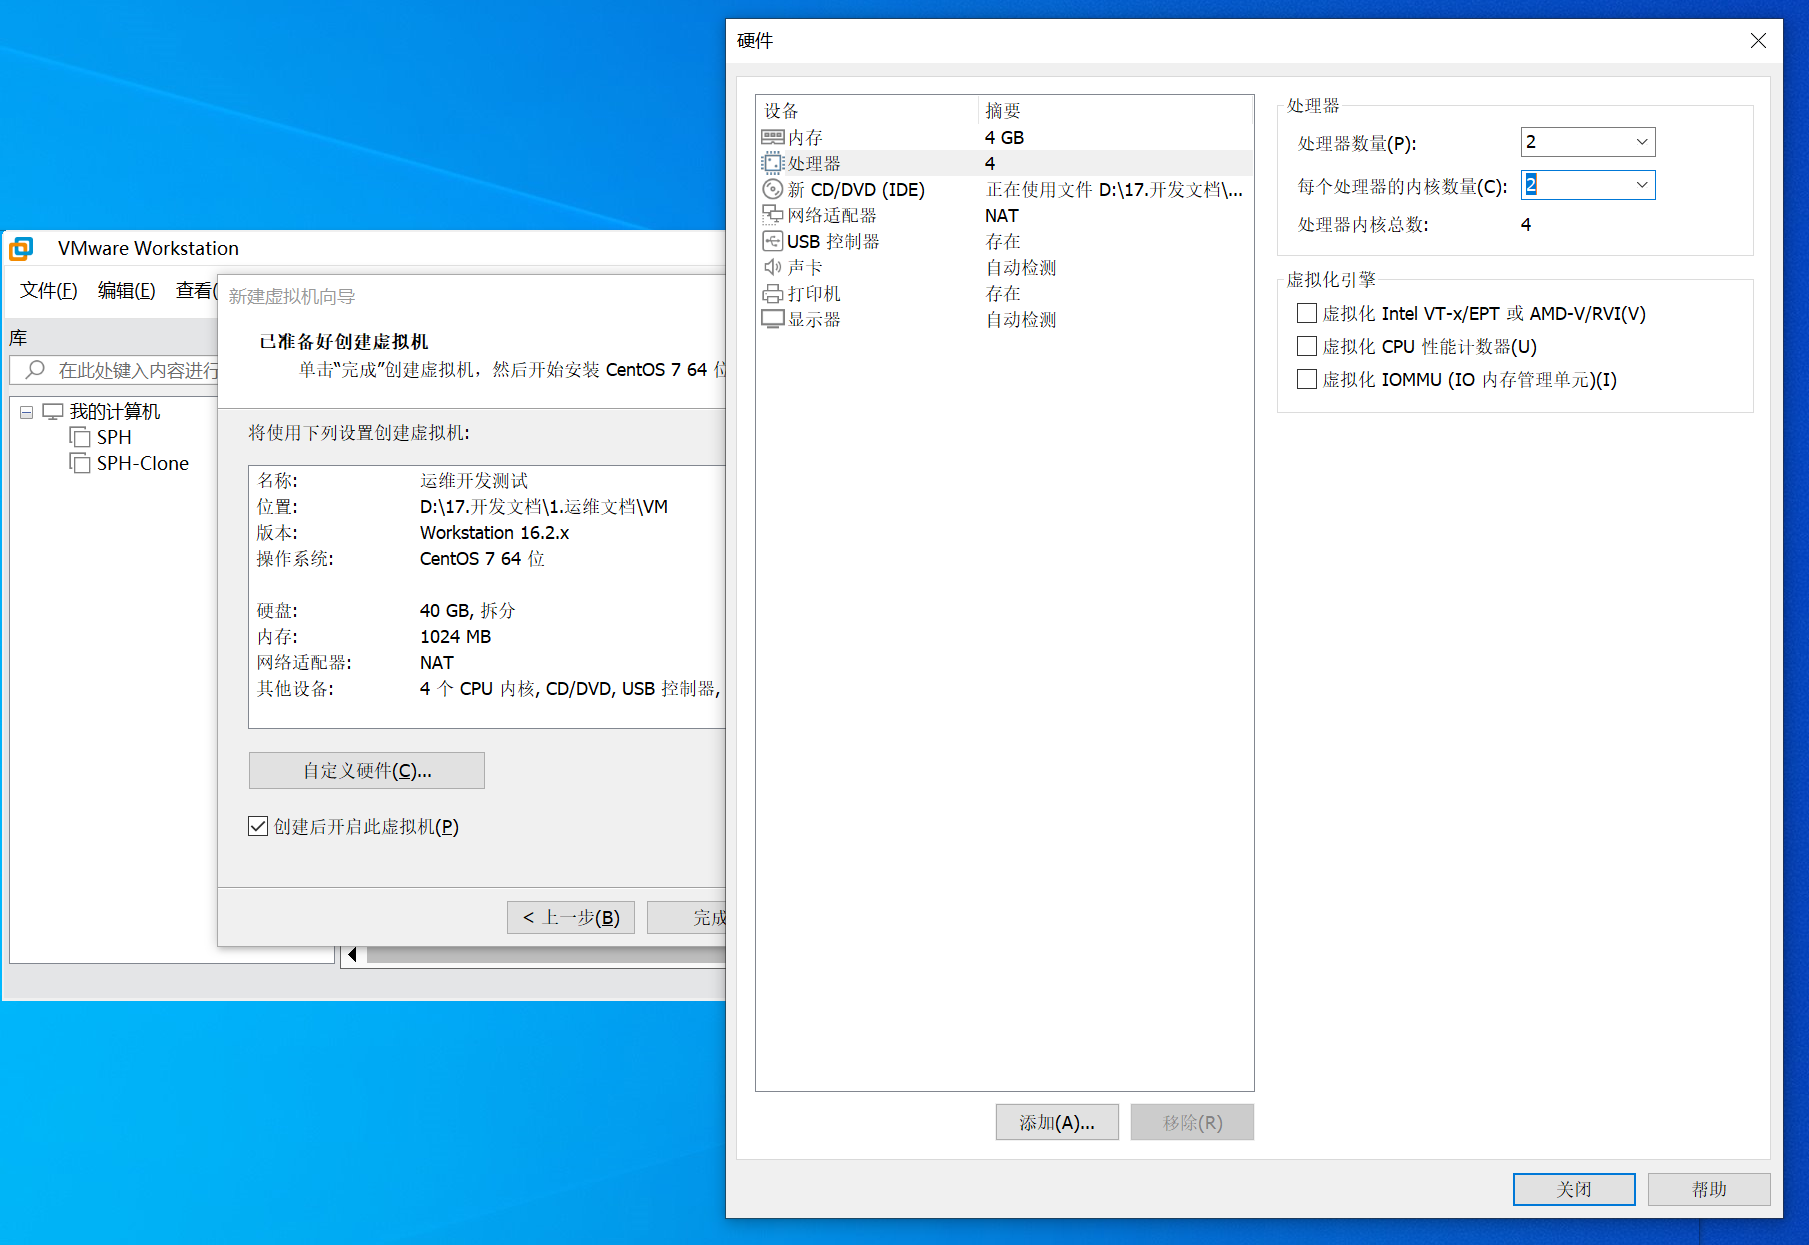 VMware Workstation
文件(F) 编辑(E) 查看(
库
在此处键入内容进行
我的计算机
SPH
SPH-Clone
新建虚拟机向导
已准备好创建虚拟机
单击“完成”创建虚拟机，然后开始安装 CentOS 7 64 位
将使用下列设置创建虚拟机:
名称: 运维开发测试
位置: D:\17.开发文档\1.运维文档\VM
版本: Workstation 16.2.x
操作系统: CentOS 7 64 位
硬盘: 40 GB, 拆分
内存: 1024 MB
网络适配器: NAT
其他设备: 4 个 CPU 内核, CD/DVD, USB 控制器,
自定义硬件(C)...
创建后开启此虚拟机(P)
< 上一步(B) 完成
硬件
设备 摘要
内存 4 GB
处理器 4
新 CD/DVD (IDE) 正在使用文件 D:\17.开发文档\...
网络适配器 NAT
USB 控制器 存在
声卡 自动检测
打印机 存在
显示器 自动检测
添加(A)... 移除(R)
处理器
处理器数量(P): 2
每个处理器的内核数量(C): 2
处理器内核总数: 4
虚拟化引擎
虚拟化 Intel VT-x/EPT 或 AMD-V/RVI(V)
虚拟化 CPU 性能计数器(U)
虚拟化 IOMMU (IO 内存管理单元)(I)
关闭 帮助